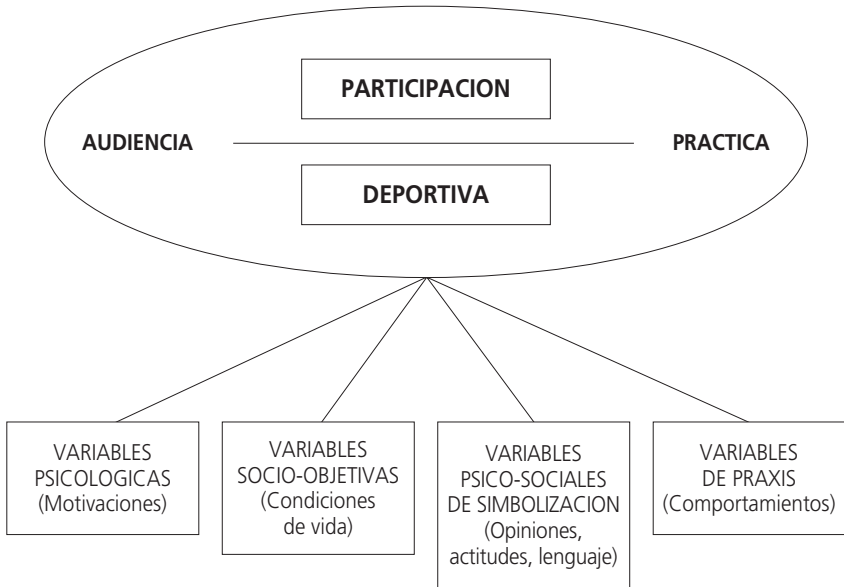 PARTICIPACION
AUDIENCIA
PRACTICA
DEPORTIVA
VARIABLES
PSICOLOGICAS
(Motivaciones)
VARIABLES
SOCIO-OBJETIVAS
(Condiciones
de vida)
VARIABLES
PSICO-SOCIALES
DE SIMBOLIZACION
(Opiniones,
actitudes, lenguaje)
VARIABLES
DE PRAXIS
(Comportamientos)